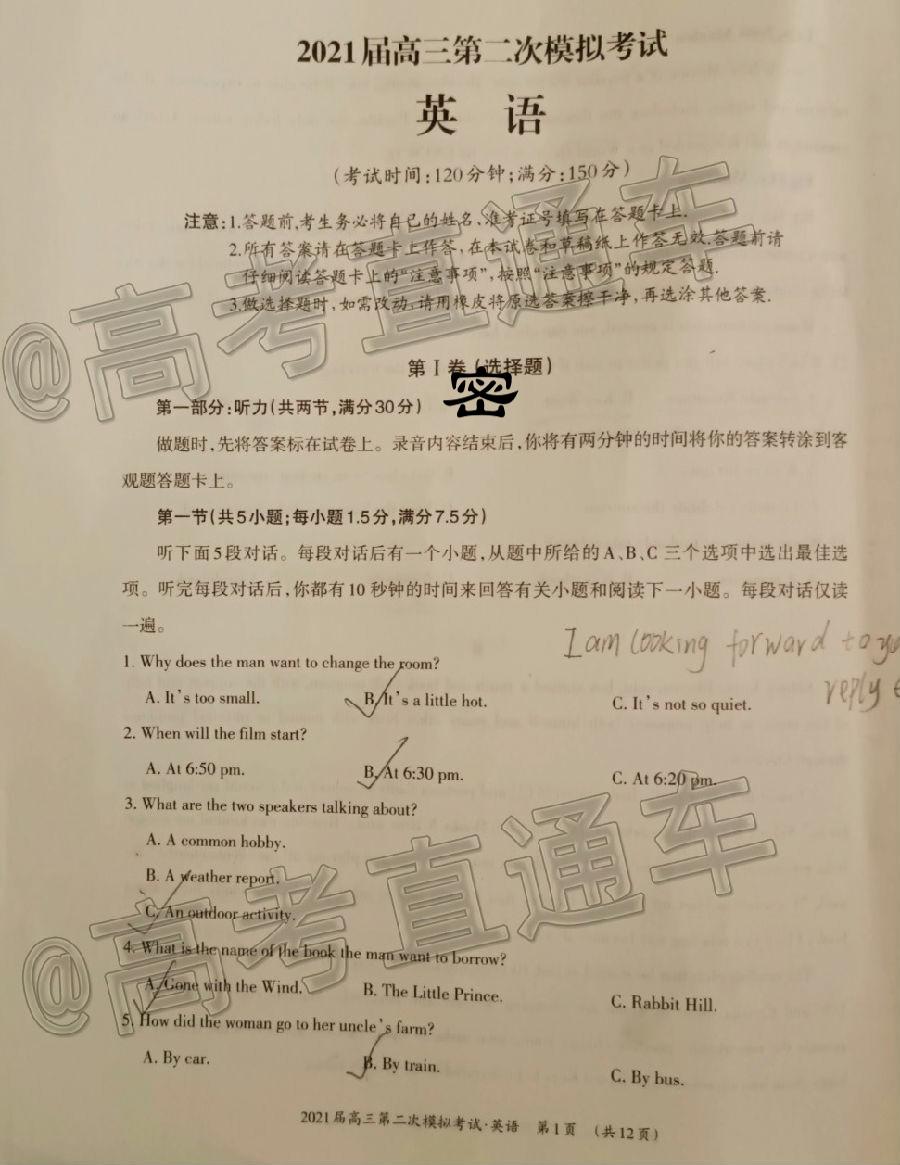 2021届高三第二次模拟考试
英 语
(考试时间:120分钟;满分:150分)
注意:1.答题前,考生务必将自已的姓名、准考证号填写在答题卡上.
2.所有答案请在答题卡上作答,在本试卷和草稿纸上作答无效.答题前请
仔细阅读答题卡上的“注意事项”,按照“注意事项”的规定答题.
3.做选择题时,如需改动,请用橡皮将原选答案擦干净,再选涂其他答案.
@高考直通车
第Ⅰ卷(选择题)
密
第一部分:听力(共两节,满分30分)
做题时,先将答案标在试卷上。录音内容结束后,你将有两分钟的时间将你的答案转涂到客
观题答题卡上。
第一节(共5小题;每小题1.5分,满分7.5分)
听下面5段对话。每段对话后有一个小题,从题中所给的A、B、C三个选项中选出最佳选
项。听完每段对话后,你都有10秒钟的时间来回答有关小题和阅读下一小题。每段对话仅读
一遍。
I am looking forward to you
reply
1. Why does the man want to change the room?
A. It's too small. B. It's a little hot. C. It's not so quiet.
2. When will the film start?
A. At 6:50 pm. B. At 6:30 pm. C. At 6:20 pm.
3. What are the two speakers talking about?
A. A common hobby.
B. A weather report.
C. An outdoor activity.
@高考直通车
4. What is the name of the book the man want to borrow?
A. Gone with the Wind. B. The Little Prince. C. Rabbit Hill.
5. How did the woman go to her uncle's farm?
A. By car. B. By train. C. By bus.
2021届高三第二次模拟考试·英语 第1页 (共12页)